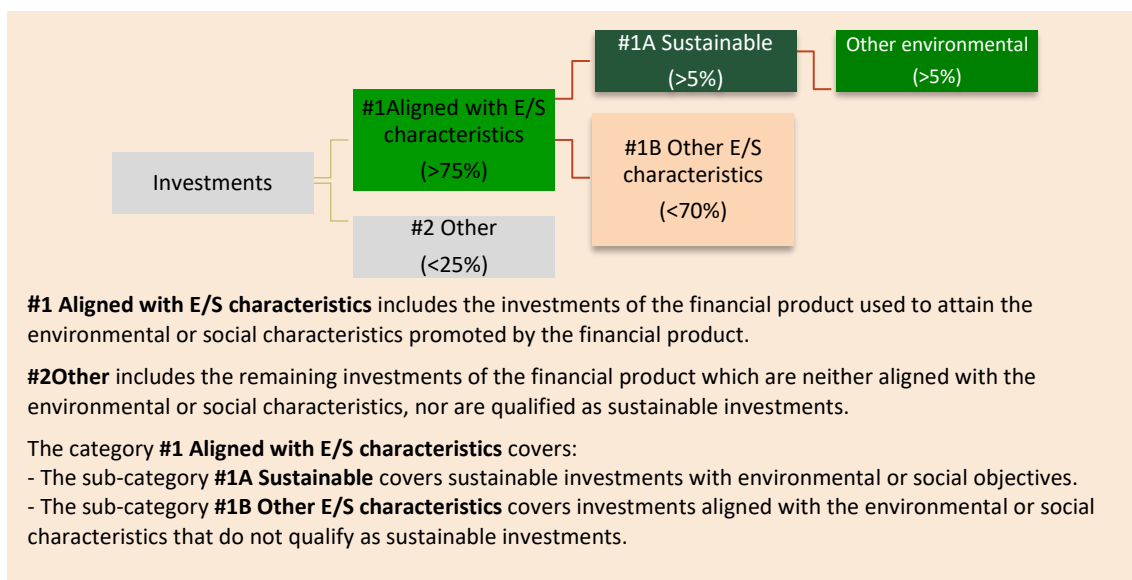 #1A Sustainable
(>5%)
Other environmental
(>5%)
#1Aligned with E/S
characteristics
(>75%)
#1B Other E/S
characteristics
(<70%)
Investments
#2 Other
(<25%)
#1 Aligned with E/S characteristics includes the investments of the financial product used to attain the
environmental or social characteristics promoted by the financial product.
#2Other includes the remaining investments of the financial product which are neither aligned with the
environmental or social characteristics, nor are qualified as sustainable investments.
The category #1 Aligned with E/S characteristics covers:
- The sub-category #1A Sustainable covers sustainable investments with environmental or social objectives.
- The sub-category #1B Other E/S characteristics covers investments aligned with the environmental or social
characteristics that do not qualify as sustainable investments.